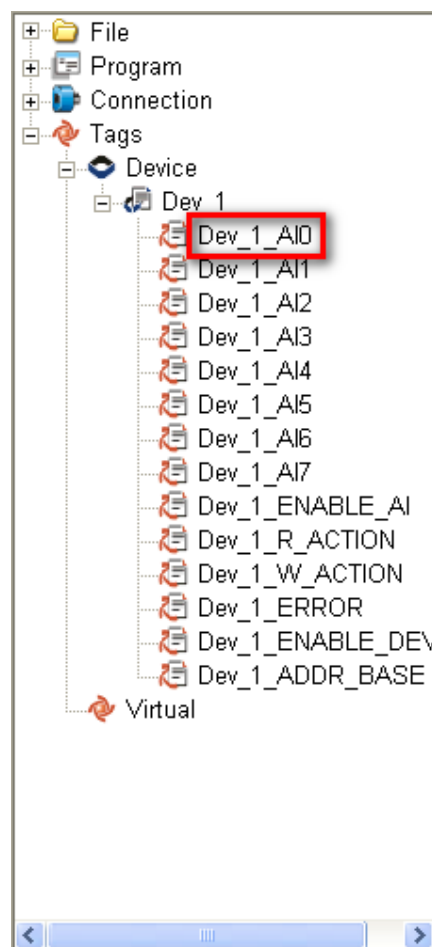 File
Program
Connection
Tags
Device
Dev_1
Dev_1_AI0
Dev_1_AI1
Dev_1_AI2
Dev_1_AI3
Dev_1_AI4
Dev_1_AI5
Dev_1_AI6
Dev_1_AI7
Dev_1_ENABLE_AI
Dev_1_R_ACTION
Dev_1_W_ACTION
Dev_1_ERROR
Dev_1_ENABLE_DEV
Dev_1_ADDR_BASE
Virtual